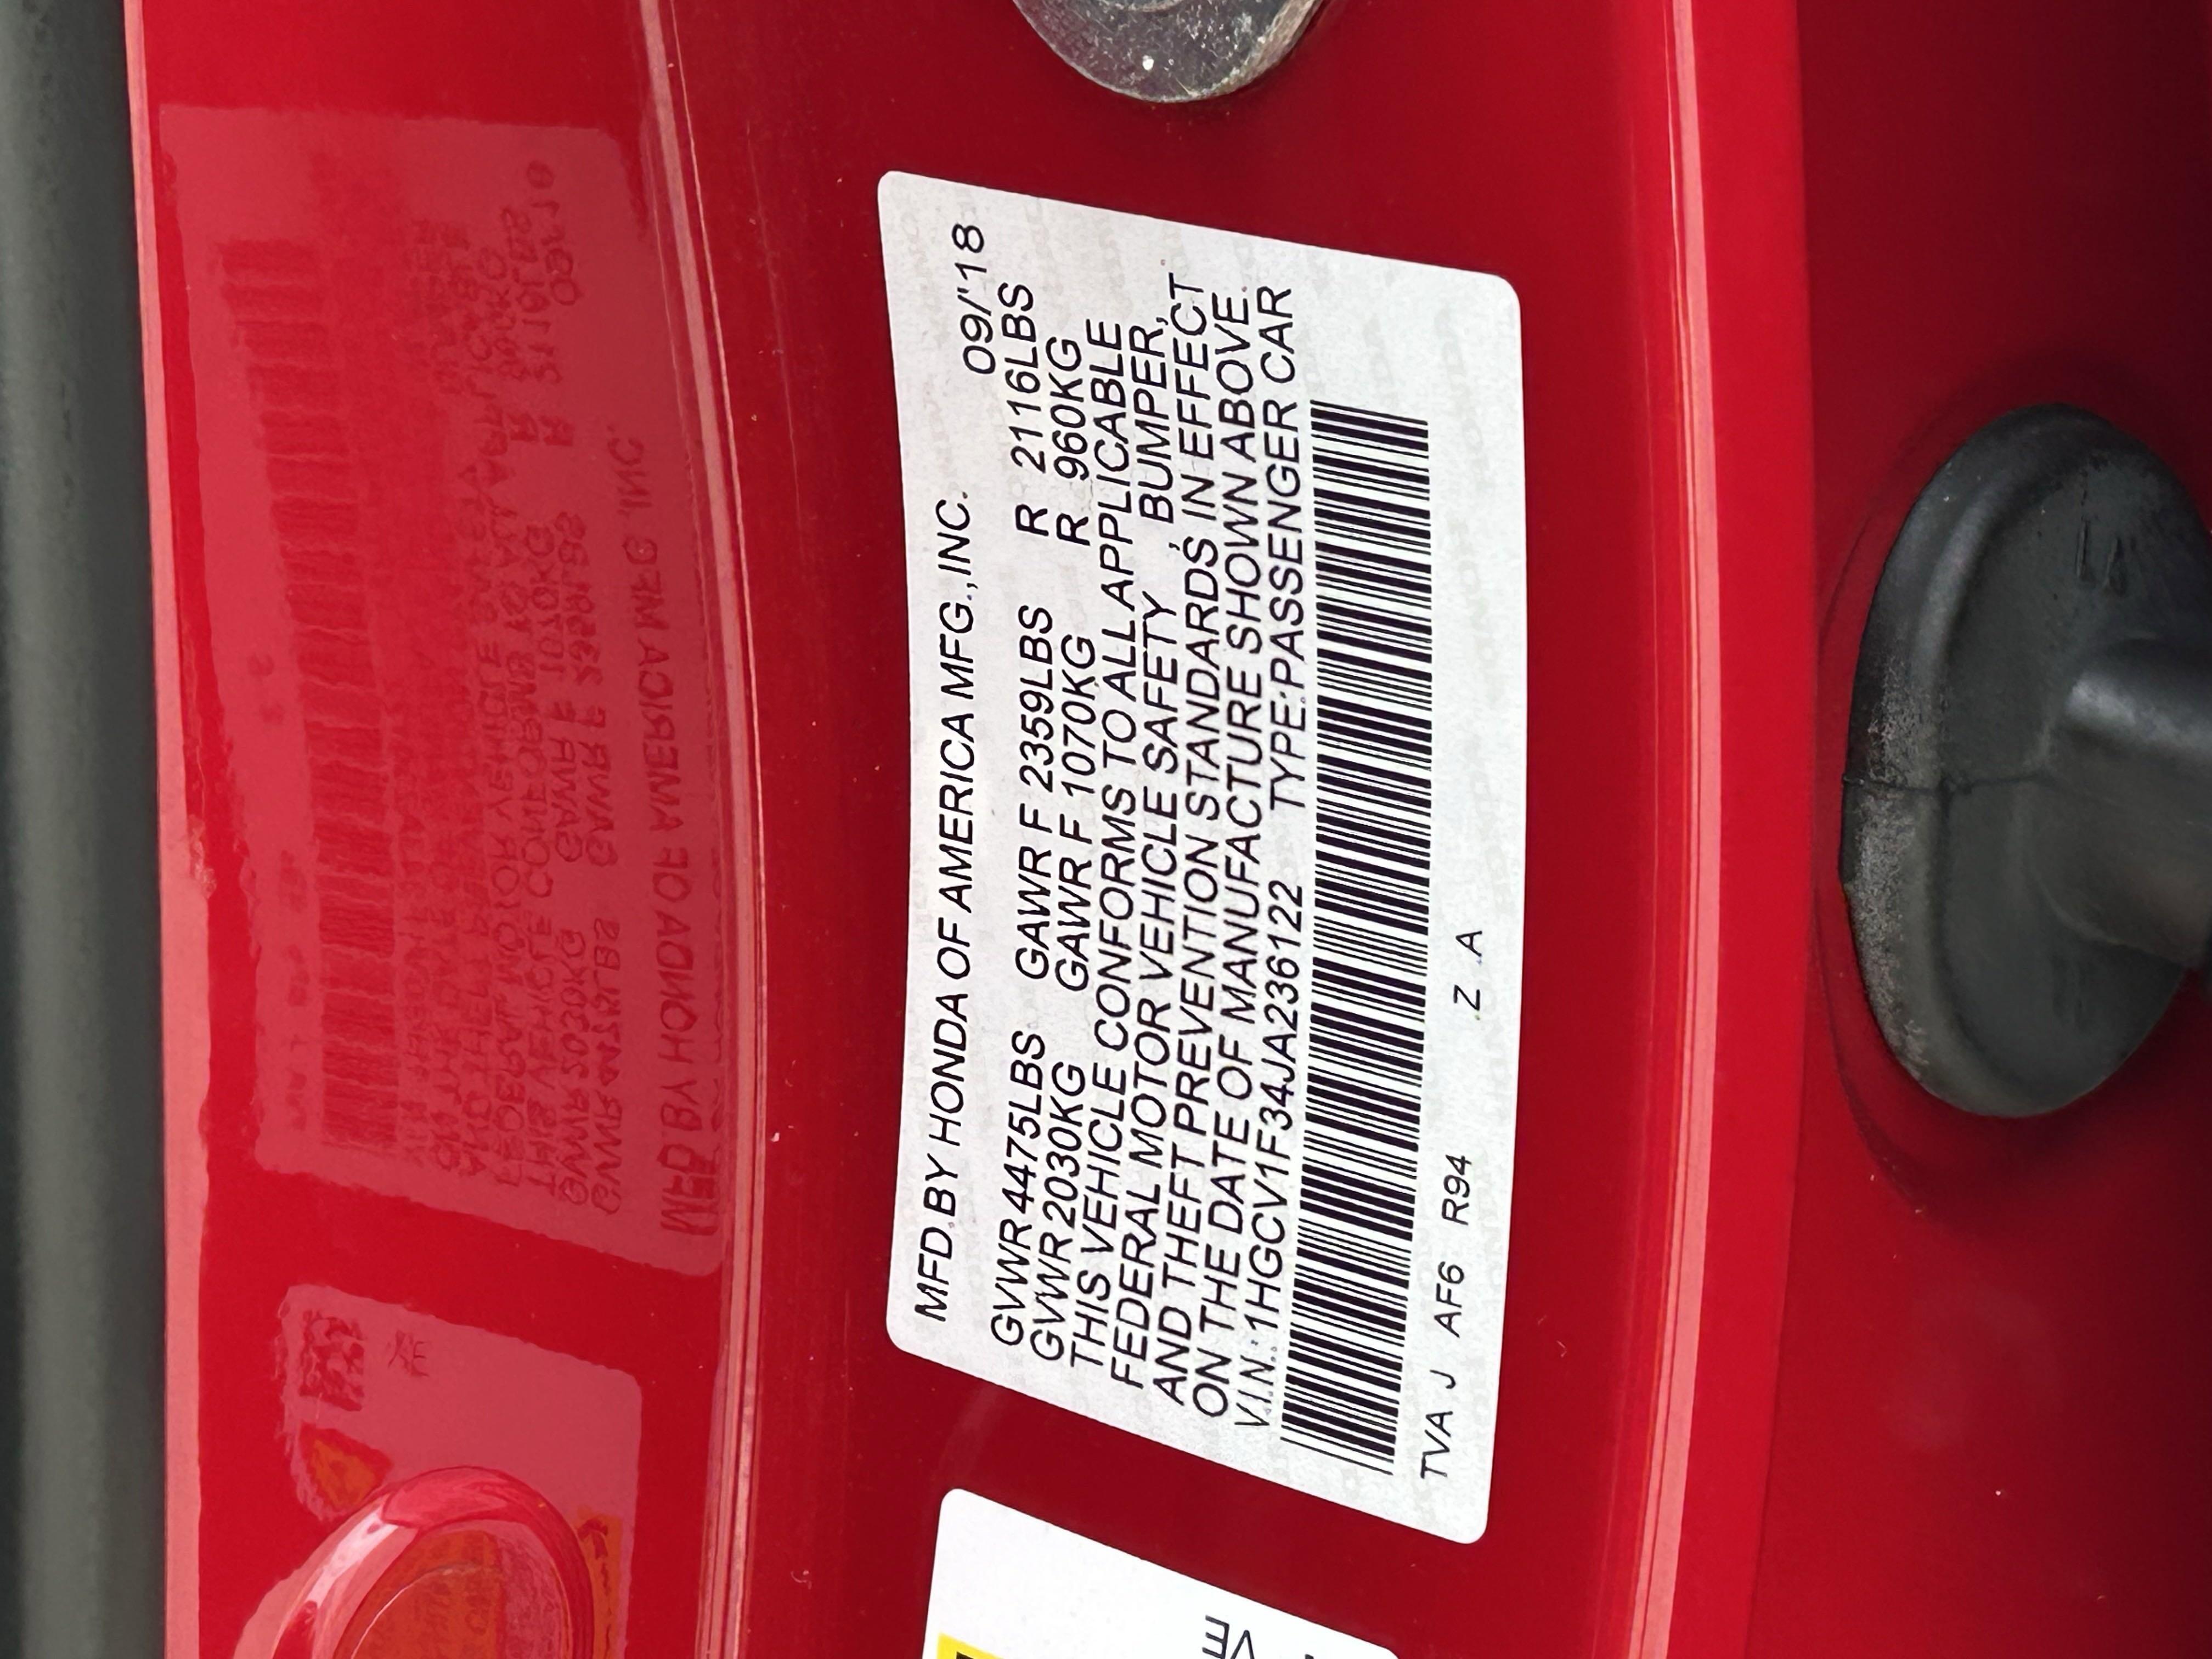 MFD. BY HONDA OF AMERICA MFG.,INC. 09/'18
GVWR 4475LBS GAWR F 2359LBS R 2116LBS
GVWR 2030KG GAWR F 1070KG R 960KG
THIS VEHICLE CONFORMS TO ALL APPLICABLE
FEDERAL MOTOR VEHICLE SAFETY , BUMPER,
AND THEFT PREVENTION STANDARDS IN EFFECT
ON THE DATE OF MANUFACTURE SHOWN ABOVE.
V.I.N.:1HGCV1F34JA236122 TYPE:PASSENGER CAR
TVA J AF6 R94 Z A